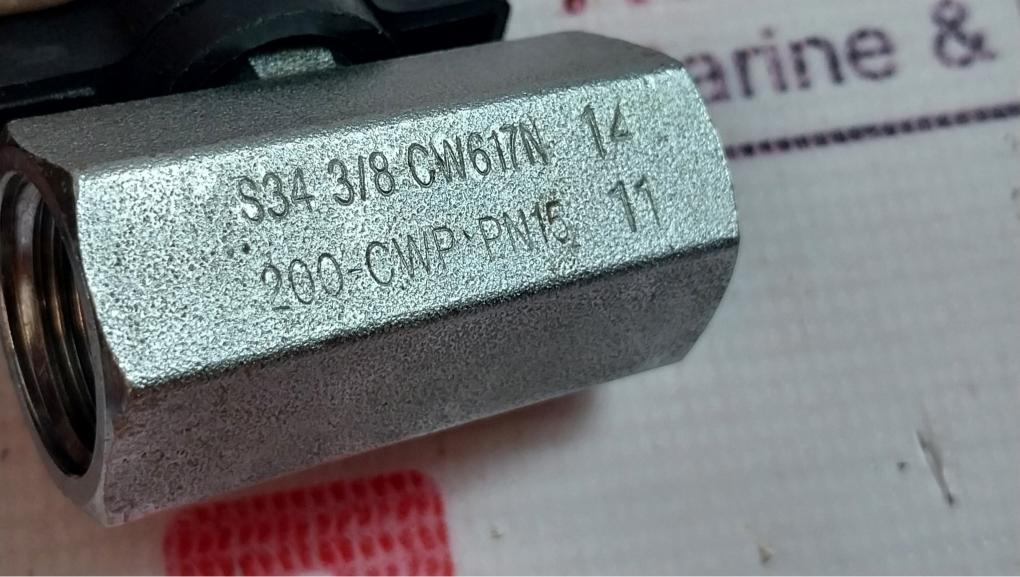 arine &
S34 3/8 CW617N 14
200-CWP·PN15 11